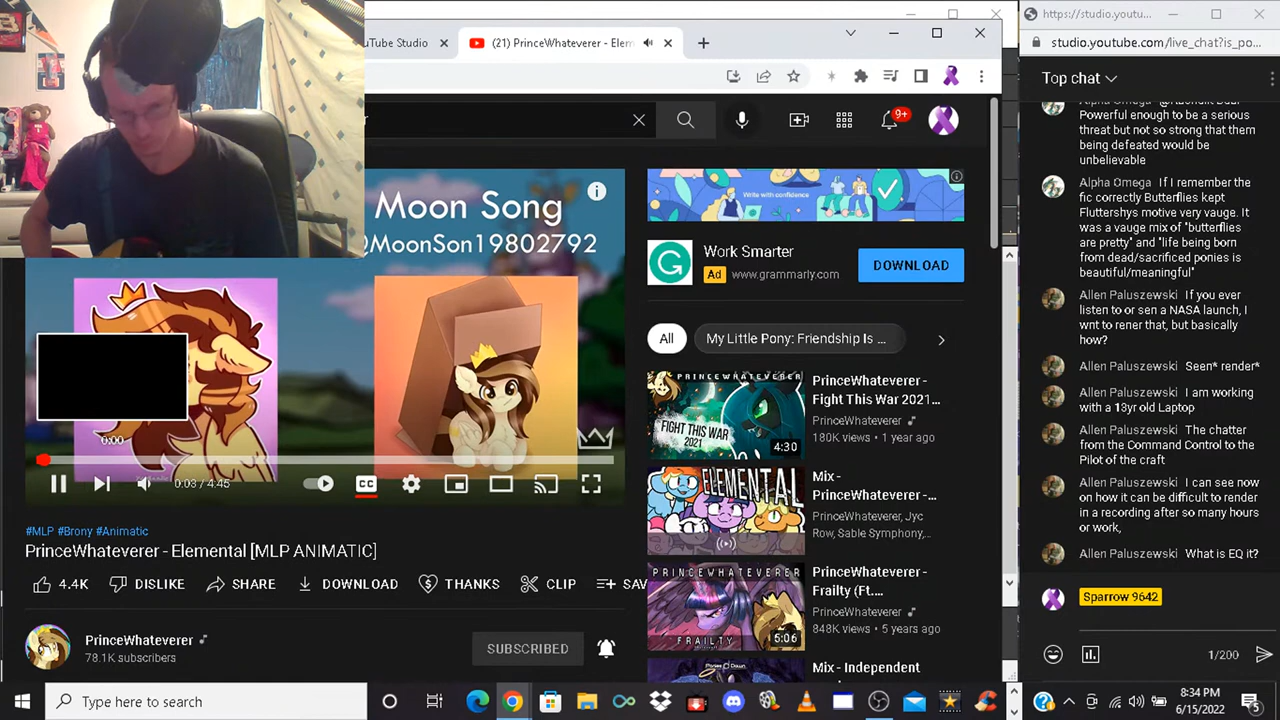 uTube Studio
(21) PrinceWhateverer - Elem
https://studio.youtu...
studio.youtube.com/live_chat?is_po...
Top chat
9+
Moon Song
@MoonSon19802792
0:00
0:03 / 4:45
CC
#MLP #Brony #Animatic
PrinceWhateverer - Elemental [MLP ANIMATIC]
4.4K
DISLIKE
SHARE
DOWNLOAD
THANKS
CLIP
SAV
PrinceWhateverer
78.1K subscribers
SUBSCRIBED
Write with confidence
Work Smarter
Ad www.grammarly.com
DOWNLOAD
All
My Little Pony: Friendship Is ...
PRINCEWHATEVERER
FIGHT THIS WAR
2021
4:30
PrinceWhateverer -
Fight This War 2021...
PrinceWhateverer
180K views • 1 year ago
ELEMENTAL
Mix -
PrinceWhateverer -...
PrinceWhateverer, Jyc
Row, Sable Symphony,...
PRINCEWHATEVERER
FRAILTY
5:06
PrinceWhateverer -
Frailty (Ft....
PrinceWhateverer
848K views • 5 years ago
Mix - Independent
Powerful enough to be a serious
threat but not so strong that them
being defeated would be
unbelievable
Alpha Omega If I remember the
fic correctly Butterflies kept
Fluttershys motive very vauge. It
was a vauge mix of "butterflies
are pretty" and "life being born
from dead/sacrificed ponies is
beautiful/meaningful"
Allen Paluszewski If you ever
listen to or sen a NASA launch, I
wnt to rener that, but basically
how?
Allen Paluszewski Seen* render*
Allen Paluszewski I am working
with a 13yr old Laptop
Allen Paluszewski The chatter
from the Command Control to the
Pilot of the craft
Allen Paluszewski I can see now
on how it can be difficult to render
in a recording after so many hours
or work,
Allen Paluszewski What is EQ it?
Sparrow 9642
1/200
Type here to search
8:34 PM
6/15/2022
5